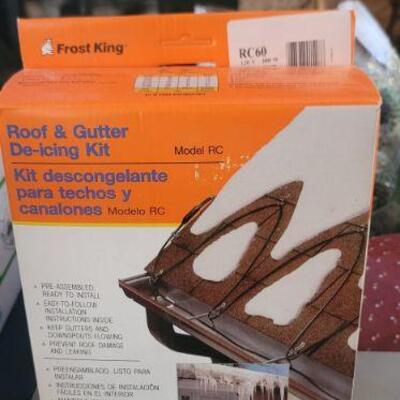 Frost King
RC60
Roof & Gutter
De-icing Kit
Model RC
Kit descongelante
para techos y
canalones Modelo RC
• PRE-ASSEMBLED,
READY TO INSTALL
• EASY-TO-FOLLOW
INSTALLATION
INSTRUCTIONS INSIDE
• KEEP GUTTERS AND
DOWNSPOUTS FLOWING
• PREVENT ROOF DAMAGE
AND LEAKING
• PREENSAMBLADO, LISTO PARA
INSTALAR
• INSTRUCCIONES DE INSTALACIÓN
FÁCILES EN EL INTERIOR